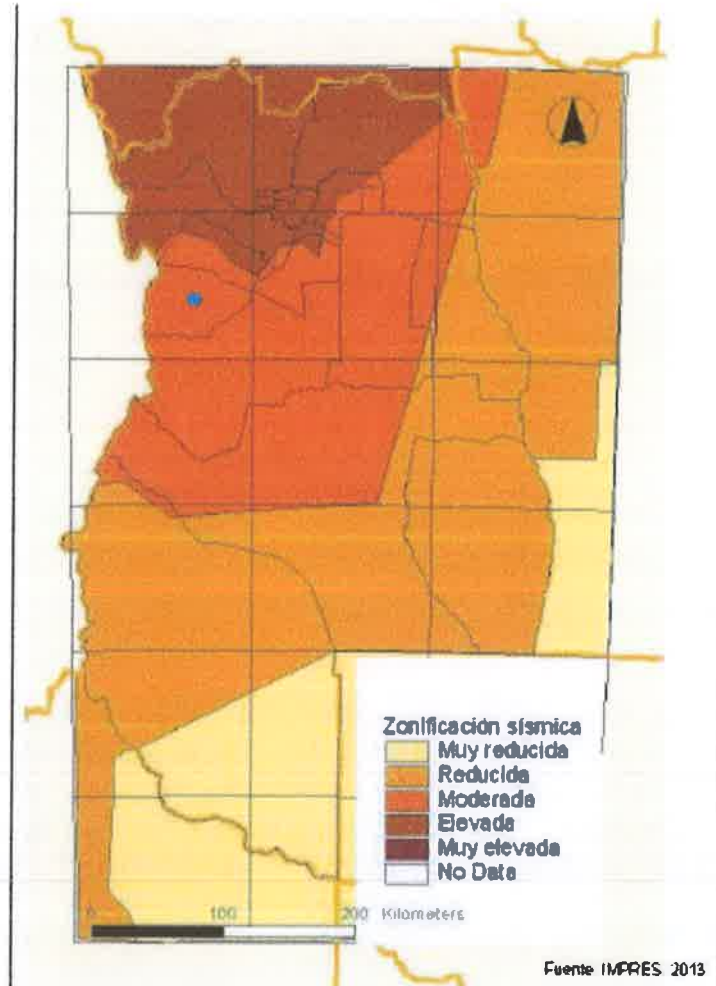 Zonificación sísmica
Muy reducida
Reducida
Moderada
Elevada
Muy elevada
No Data
0 100 200 Kilometers
Fuente IMPRES 2013